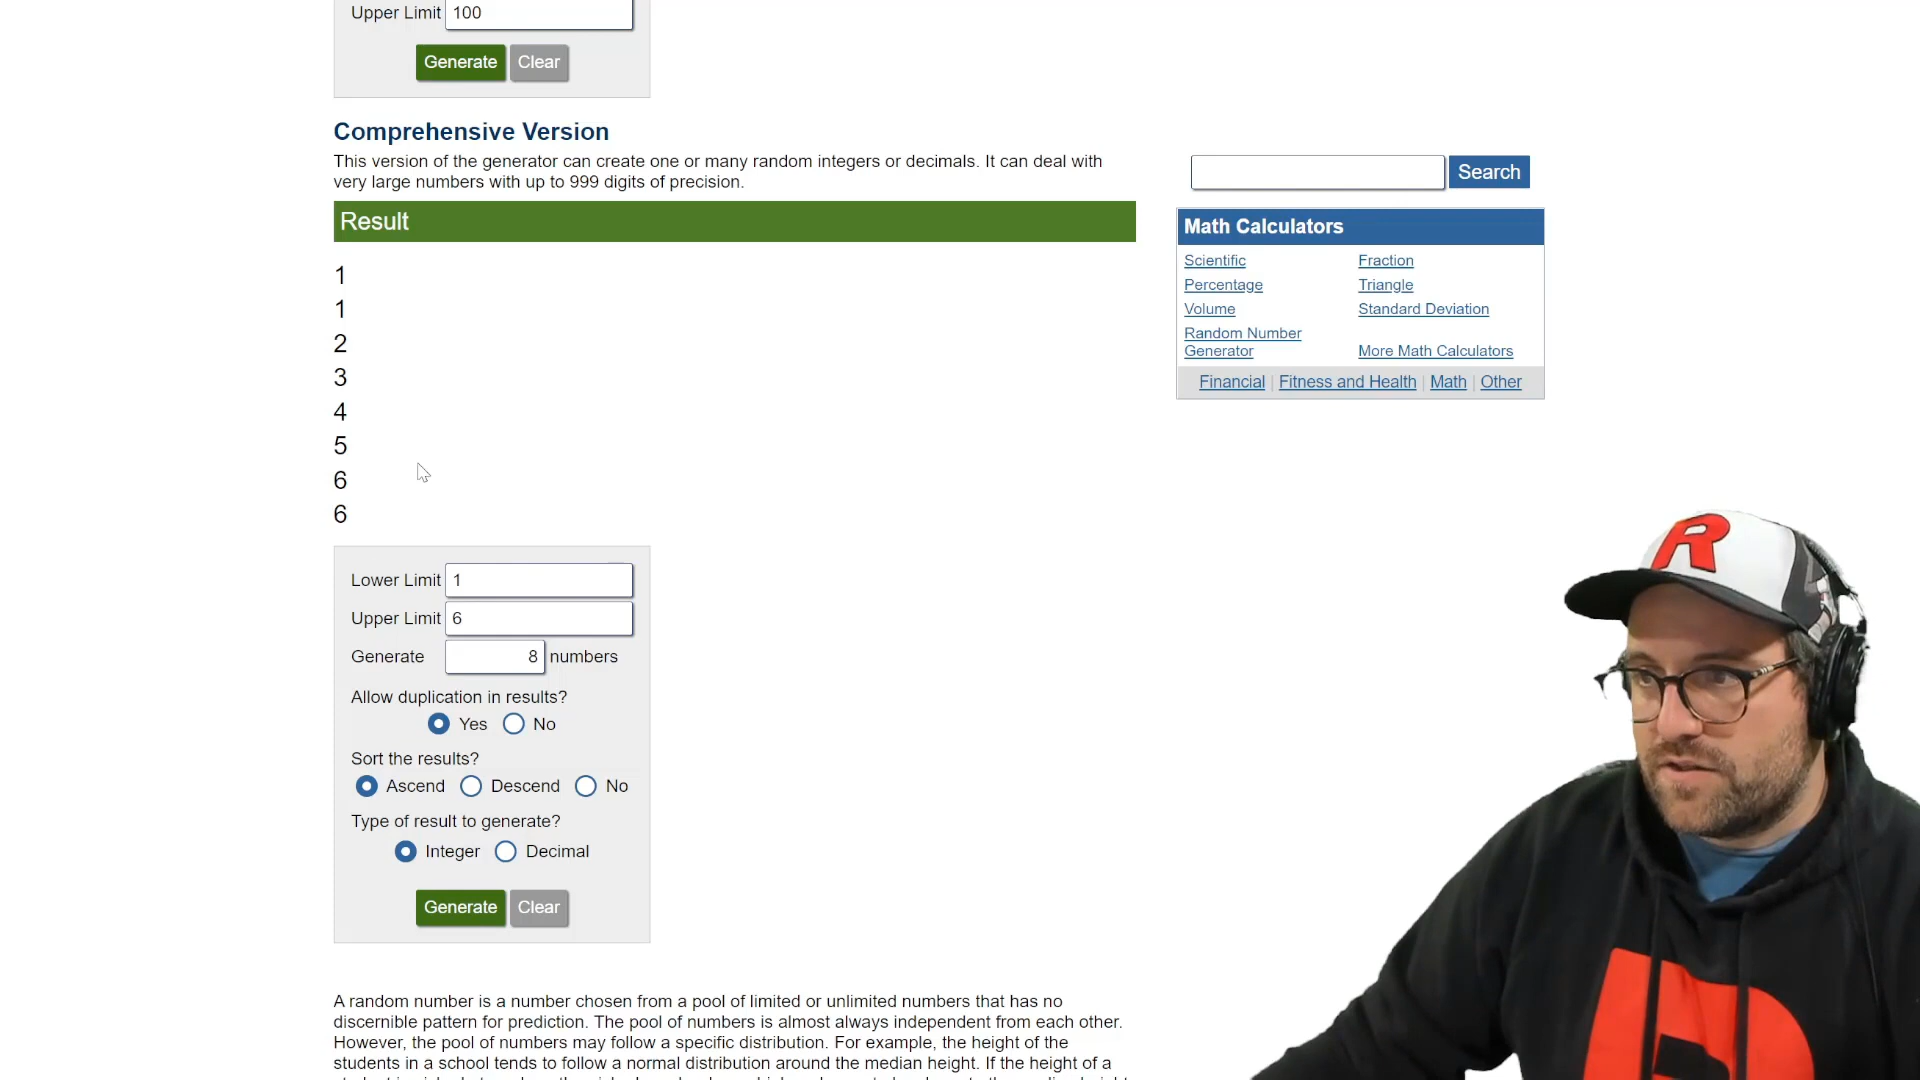 Upper Limit 100
Generate Clear
Comprehensive Version
This version of the generator can create one or many random integers or decimals. It can deal with
very large numbers with up to 999 digits of precision.
Result
1
1
2
3
4
5
6
6
Lower Limit 1
Upper Limit 6
Generate 8 numbers
Allow duplication in results?
Yes No
Sort the results?
Ascend Descend No
Type of result to generate?
Integer Decimal
Generate Clear
A random number is a number chosen from a pool of limited or unlimited numbers that has no
discernible pattern for prediction. The pool of numbers is almost always independent from each other.
However, the pool of numbers may follow a specific distribution. For example, the height of the
students in a school tends to follow a normal distribution around the median height. If the height of a
Search
Math Calculators
Scientific Fraction
Percentage Triangle
Volume Standard Deviation
Random Number
Generator More Math Calculators
Financial | Fitness and Health | Math | Other
R
R